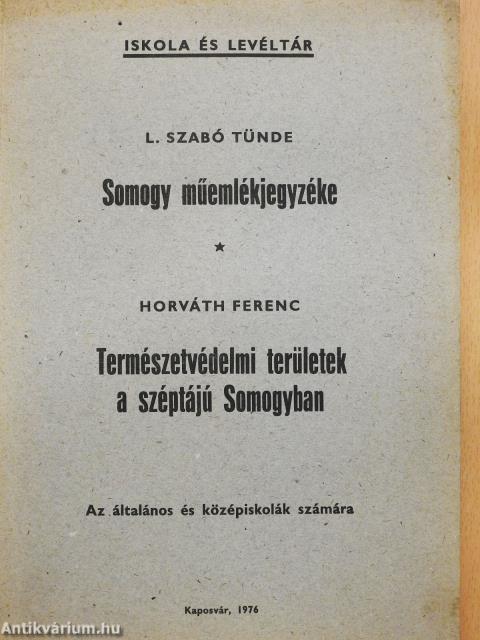 ISKOLA ÉS LEVÉLTÁR
L. SZABÓ TÜNDE
Somogy műemlékjegyzéke
★
HORVÁTH FERENC
Természetvédelmi területek
a széptájú Somogyban
Az általános és középiskolák számára
Kaposvár, 1976
Antikvárium.hu